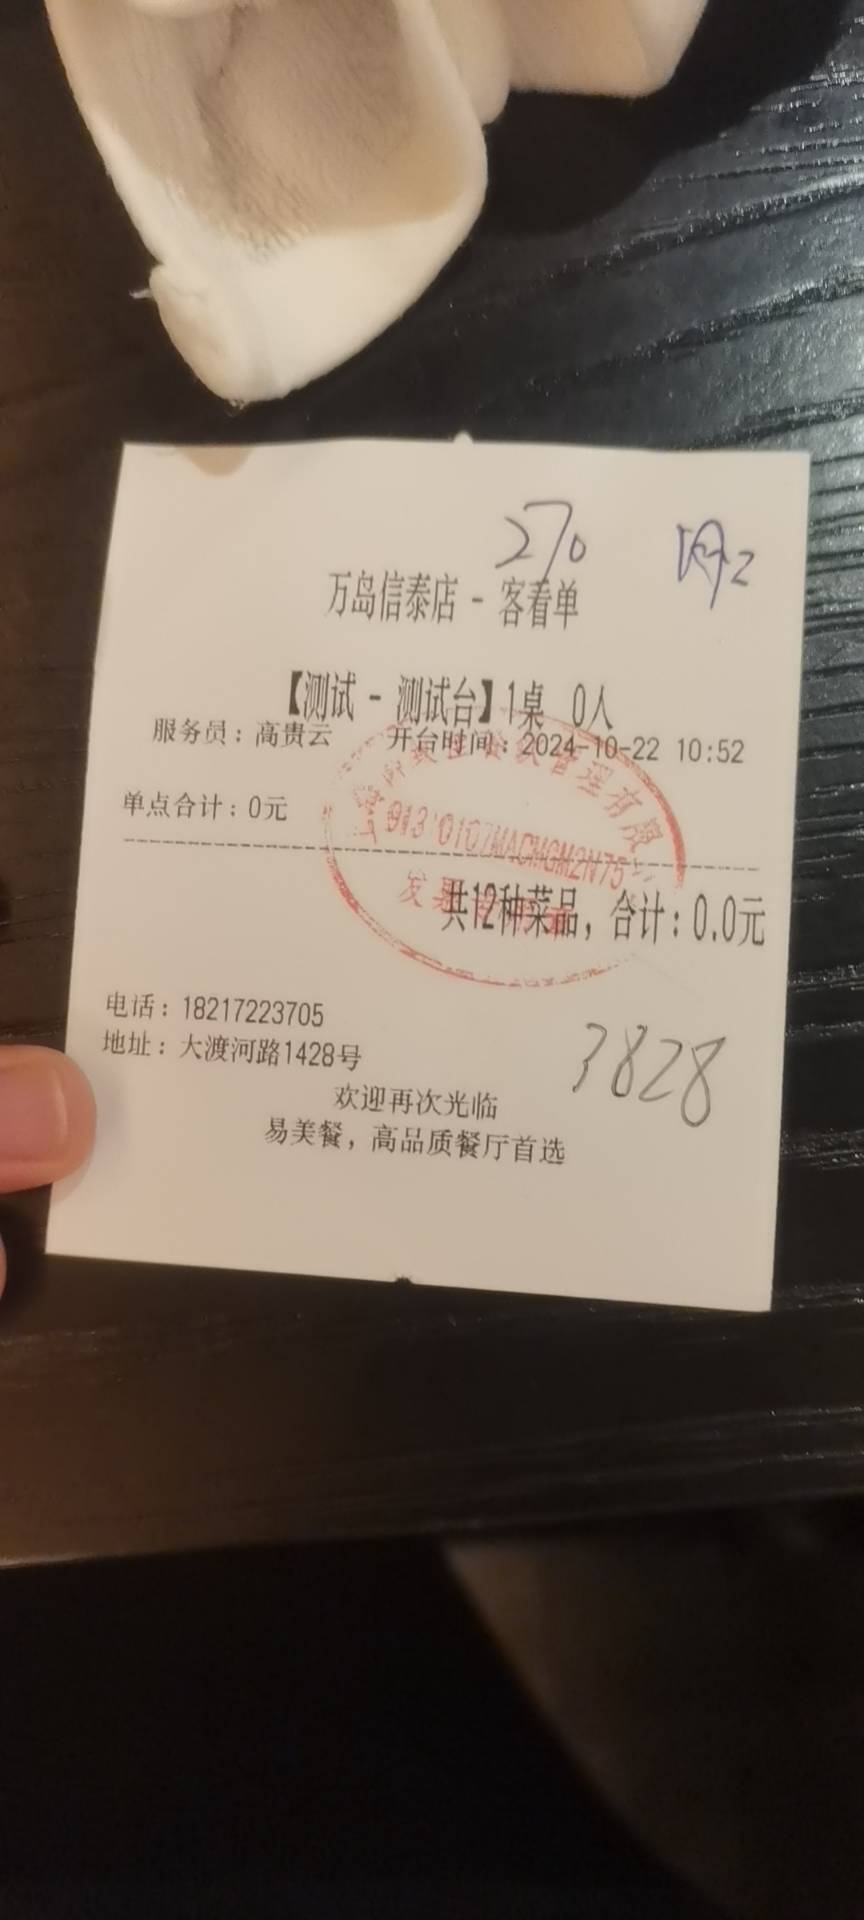 270
万岛信泰店 - 客看单
【测试 - 测试台】1桌 0人
服务员：高贵云 开台时间：2024-10-22 10:52
单点合计：0元
管理有限
共12种菜品，合计：0.0元
电话：18217223705
地址：大渡河路1428号
3828
欢迎再次光临
易美餐，高品质餐厅首选